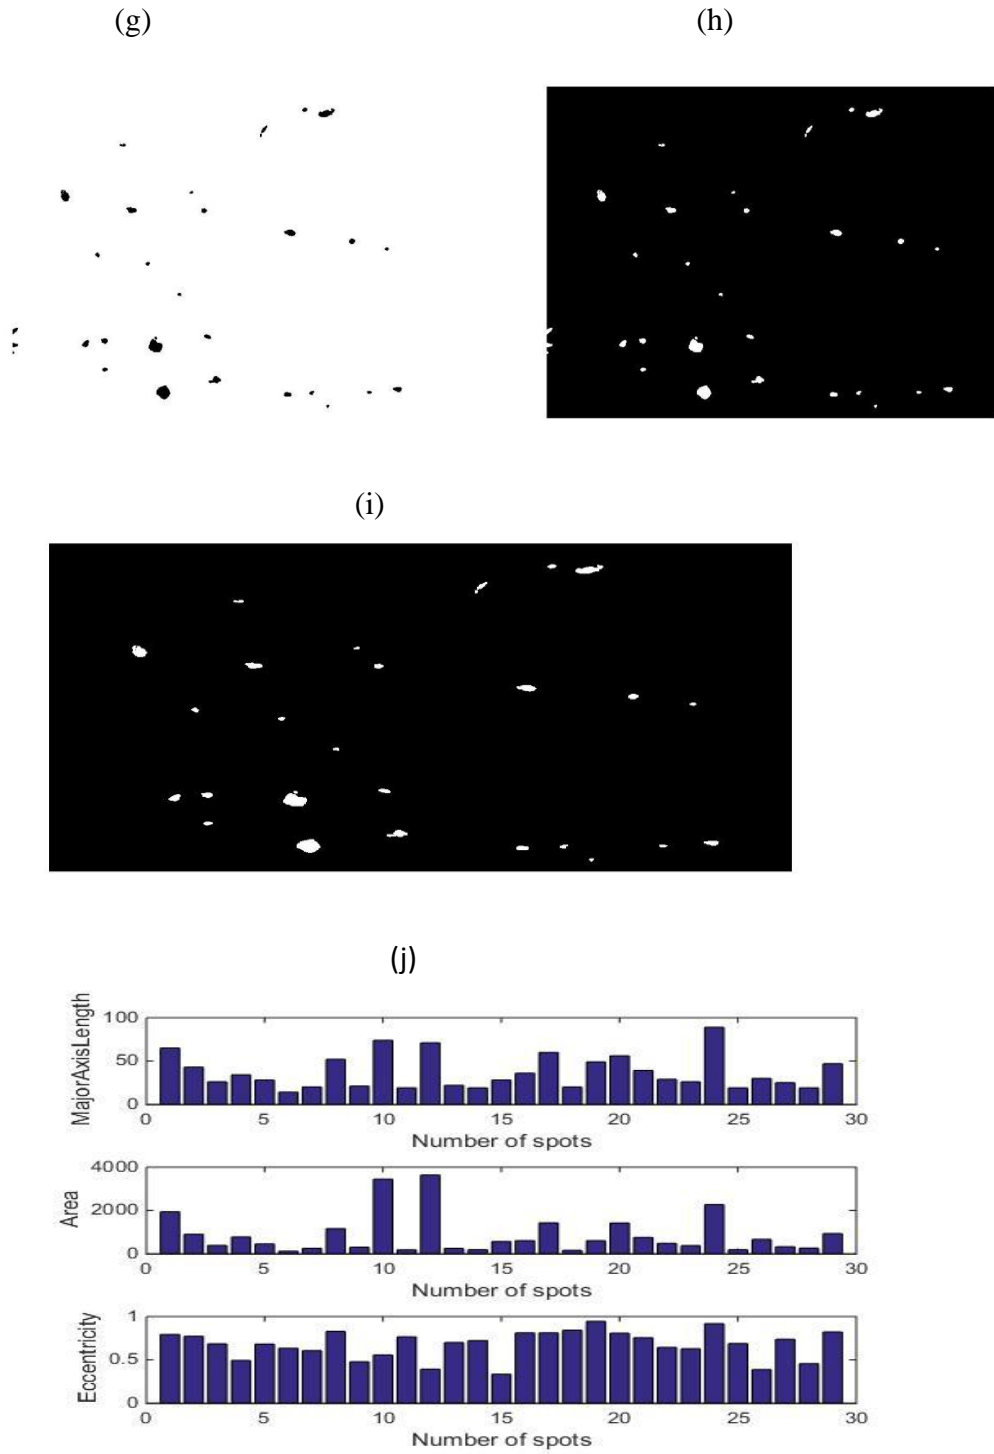 (g) (h)
(i)
(j)
MajorAxisLength
100
50
0
0 5 10 15 20 25 30
Number of spots
Area
4000
2000
0
0 5 10 15 20 25 30
Number of spots
Eccentricity
1
0.5
0
0 5 10 15 20 25 30
Number of spots